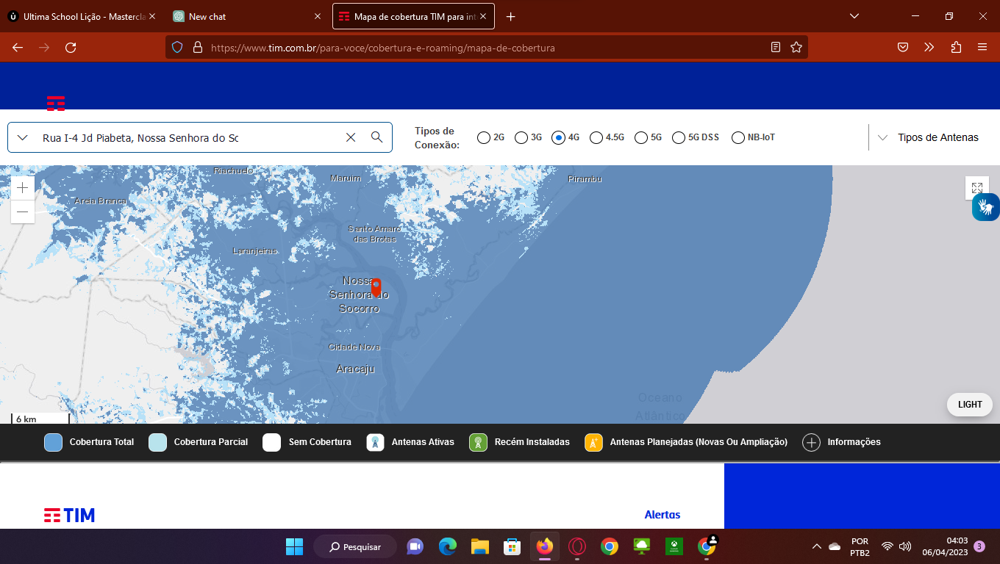 Ultima School Lição - Mastercla
New chat
Mapa de cobertura TIM para int
https://www.tim.com.br/para-voce/cobertura-e-roaming/mapa-de-cobertura
Rua I-4 Jd Piabeta, Nossa Senhora do Sc
Tipos de
Conexão:
2G
3G
4G
4.5G
5G
5G DSS
NB-IoT
Tipos de Antenas
Riachuelo
Maruim
Pirambu
Areia Branca
Santo Amaro
das Brotas
Laranjeiras
Nossa
Senhora do
Socorro
Cidade Nova
Aracaju
Oceano
Atlântico
LIGHT
6 km
Cobertura Total
Cobertura Parcial
Sem Cobertura
Antenas Ativas
Recém Instaladas
Antenas Planejadas (Novas Ou Ampliação)
Informações
TIM
Alertas
Pesquisar
POR
PTB2
04:03
06/04/2023
3